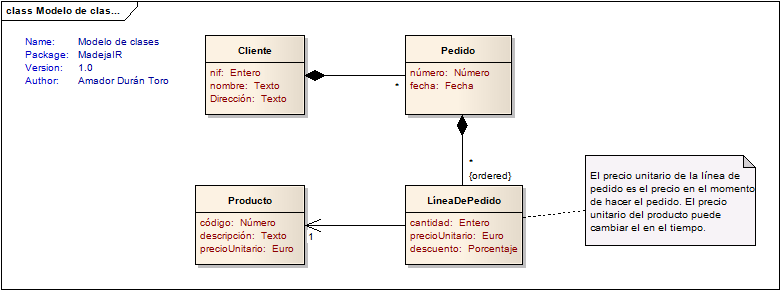 class Modelo de clas...
Name: Modelo de clases
Package: MadejaIR
Version: 1.0
Author: Amador Durán Toro
Cliente
nif: Entero
nombre: Texto
Dirección: Texto
*
Pedido
número: Número
fecha: Fecha
*
{ordered}
Producto
código: Número
descripción: Texto
precioUnitario: Euro
1
LíneaDePedido
cantidad: Entero
precioUnitario: Euro
descuento: Porcentaje
El precio unitario de la línea de
pedido es el precio en el momento
de hacer el pedido. El precio
unitario del producto puede
cambiar el en el tiempo.